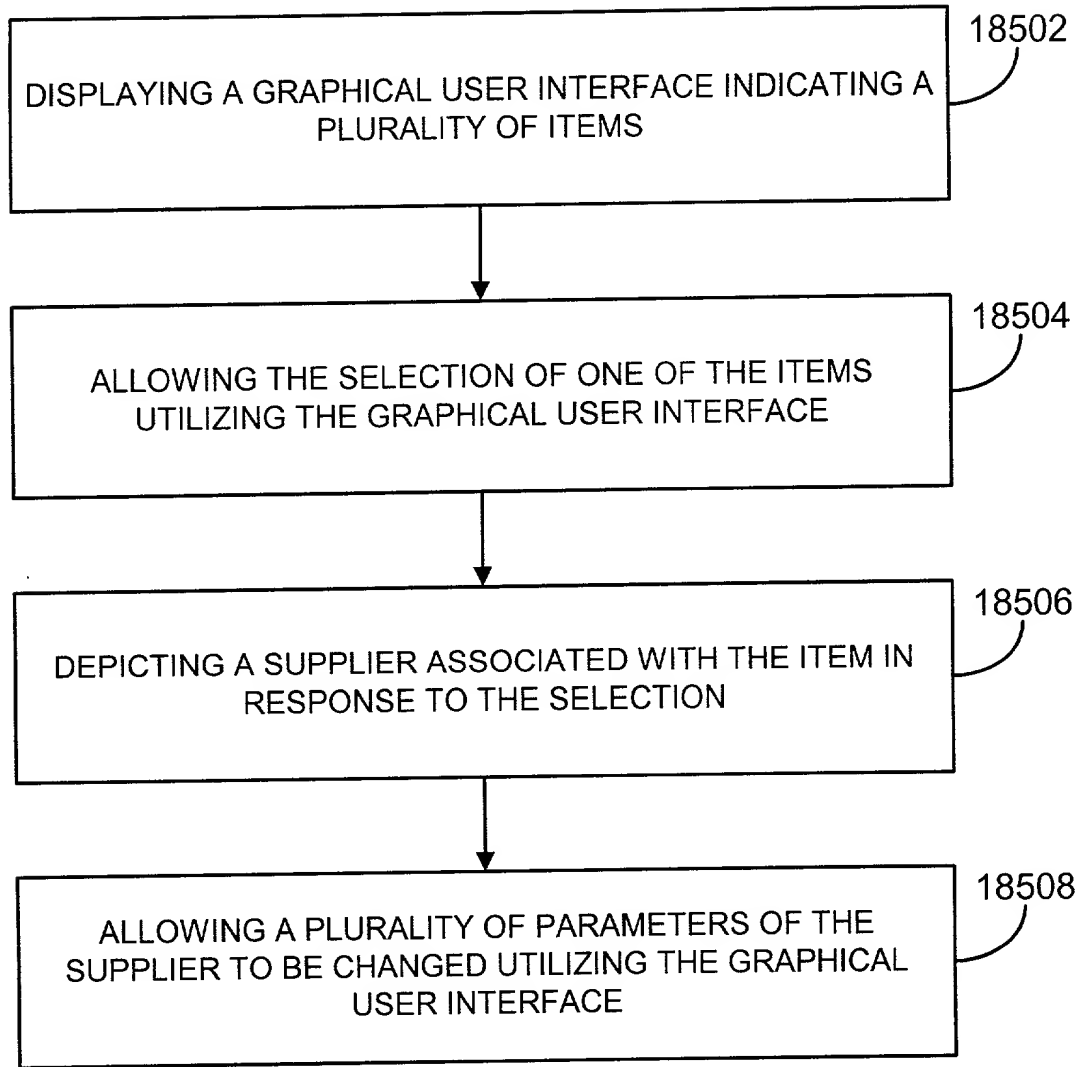 18502
DISPLAYING A GRAPHICAL USER INTERFACE INDICATING A
PLURALITY OF ITEMS
18504
ALLOWING THE SELECTION OF ONE OF THE ITEMS
UTILIZING THE GRAPHICAL USER INTERFACE
18506
DEPICTING A SUPPLIER ASSOCIATED WITH THE ITEM IN
RESPONSE TO THE SELECTION
18508
ALLOWING A PLURALITY OF PARAMETERS OF THE
SUPPLIER TO BE CHANGED UTILIZING THE GRAPHICAL
USER INTERFACE